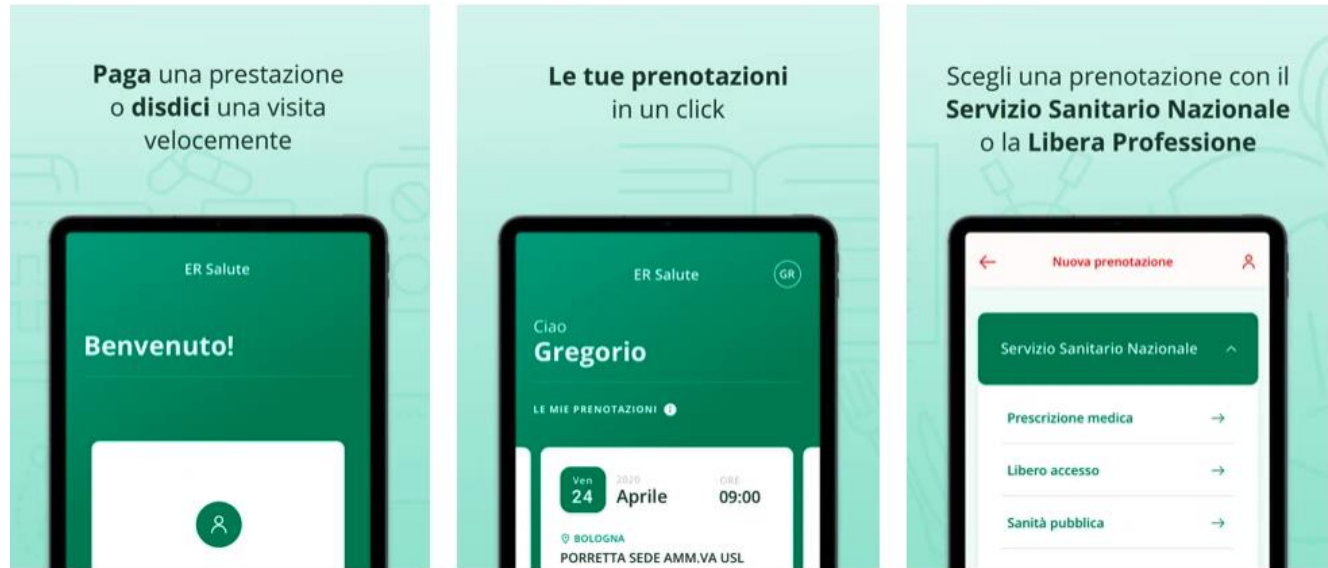 Paga una prestazione
o disdici una visita
velocemente
ER Salute
Benvenuto!
Le tue prenotazioni
in un click
ER Salute
GR
Ciao
Gregorio
LE MIE PRENOTAZIONI
Ven
24
2020
Aprile
ORE
09:00
BOLOGNA
PORRETTA SEDE AMM.VA USL
Scegli una prenotazione con il
Servizio Sanitario Nazionale
o la Libera Professione
Nuova prenotazione
Servizio Sanitario Nazionale
Prescrizione medica
Libero accesso
Sanità pubblica